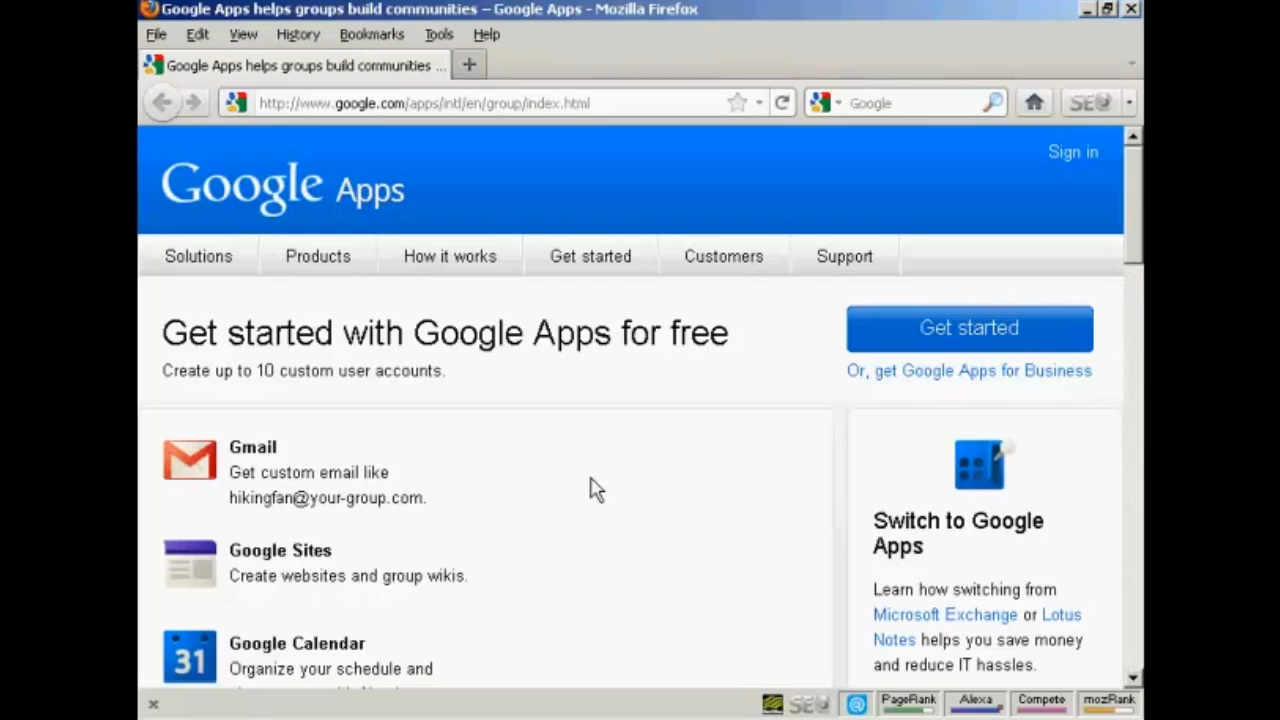 Google Apps helps groups build communities – Google Apps - Mozilla Firefox
File Edit View History Bookmarks Tools Help
Google Apps helps groups build communities ...
http://www.google.com/apps/intl/en/group/index.html
Google
SEO
Sign in
Google Apps
Solutions Products How it works Get started Customers Support
Get started with Google Apps for free
Get started
Create up to 10 custom user accounts.
Or, get Google Apps for Business
Gmail
Get custom email like
hikingfan@your-group.com.
Google Sites
Create websites and group wikis.
31
Google Calendar
Organize your schedule and
Switch to Google
Apps
Learn how switching from
Microsoft Exchange or Lotus
Notes helps you save money
and reduce IT hassles.
SEO @ PageRank Alexa Compete mozRank